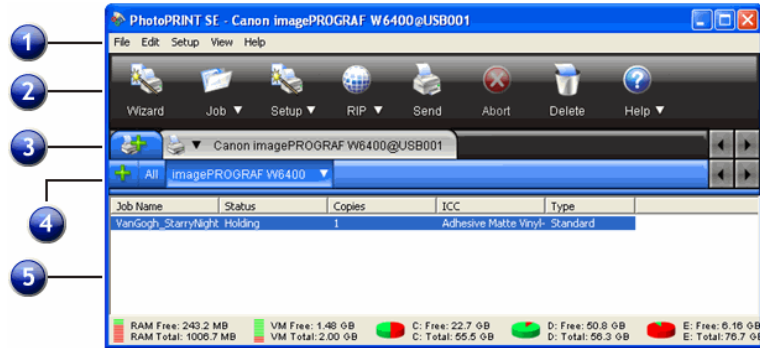 PhotoPRINT SE - Canon imagePROGRAF W6400@USB001
1
File Edit Setup View Help
2
Wizard Job Setup RIP Send Abort Delete Help
3
Canon imagePROGRAF W6400@USB001
4
All imagePROGRAF W6400
Job Name Status Copies ICC Type
VanGogh_StarryNight Holding 1 Adhesive Matte Vinyl- Standard
5
RAM Free: 243.2 MB VM Free: 1.48 GB C: Free: 22.7 GB D: Free: 50.8 GB E: Free: 6.16 GB
RAM Total: 1006.7 MB VM Total: 2.00 GB C: Total: 55.5 GB D: Total: 56.3 GB E: Total: 76.7 G